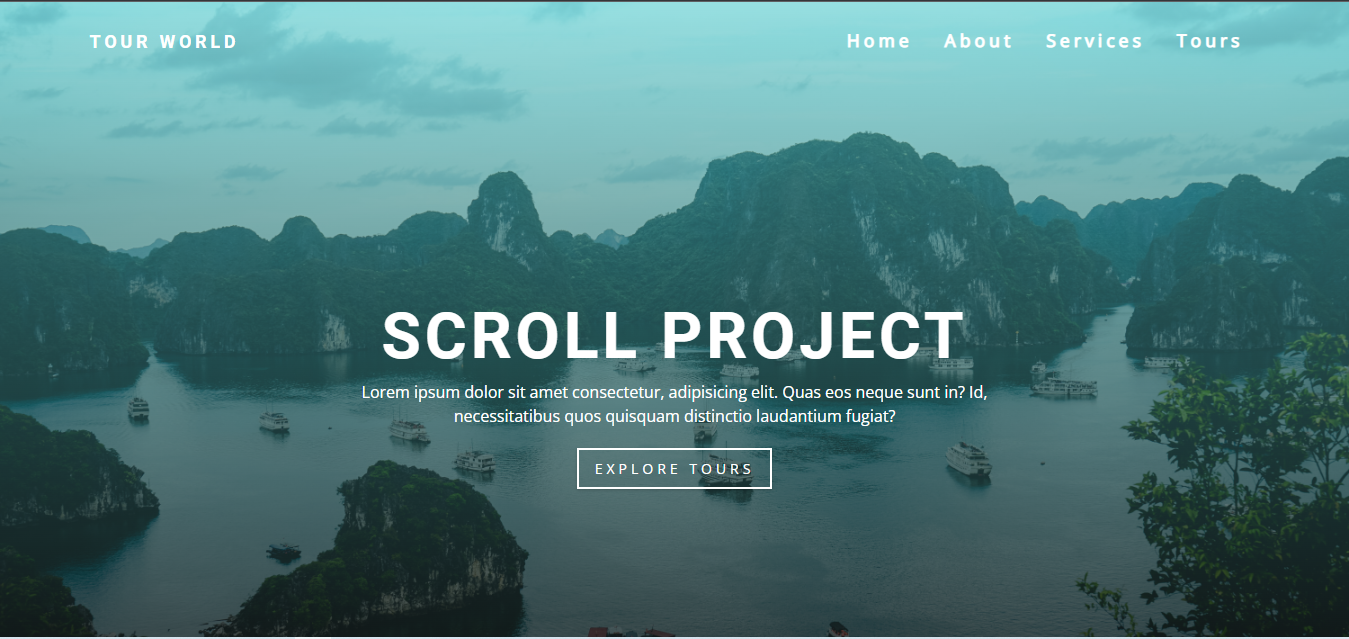 TOUR WORLD
Home About Services Tours
SCROLL PROJECT
Lorem ipsum dolor sit amet consectetur, adipisicing elit. Quas eos neque sunt in? Id,
necessitatibus quos quisquam distinctio laudantium fugiat?
EXPLORE TOURS